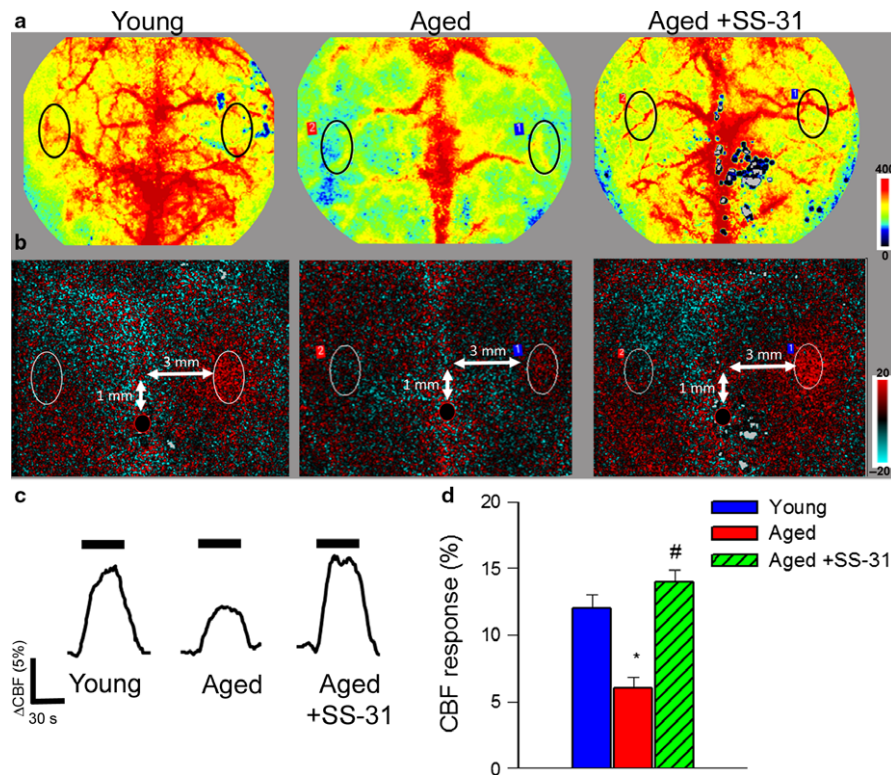 a
Young
Aged
Aged +SS-31
2
1
2
1
400
0
b
3 mm
1 mm
2
1
3 mm
1 mm
2
1
3 mm
1 mm
20
−20
c
ΔCBF (5%)
30 s
Young
Aged
Aged
+SS-31
d
CBF response (%)
20
15
10
5
0
*
#
Young
Aged
Aged +SS-31